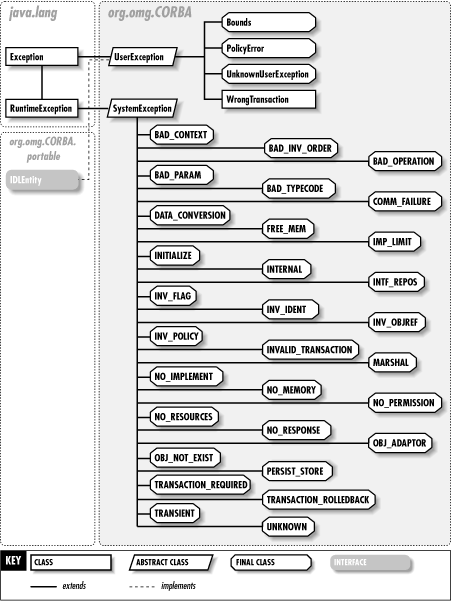 java.lang
org.omg.CORBA
Exception
UserException
Bounds
PolicyError
UnknownUserException
WrongTransaction
RuntimeException
SystemException
org.omg.CORBA.
portable
IDLEntity
BAD_CONTEXT
BAD_INV_ORDER
BAD_OPERATION
BAD_PARAM
BAD_TYPECODE
COMM_FAILURE
DATA_CONVERSION
FREE_MEM
IMP_LIMIT
INITIALIZE
INTERNAL
INTF_REPOS
INV_FLAG
INV_IDENT
INV_OBJREF
INV_POLICY
INVALID_TRANSACTION
MARSHAL
NO_IMPLEMENT
NO_MEMORY
NO_PERMISSION
NO_RESOURCES
NO_RESPONSE
OBJ_ADAPTOR
OBJ_NOT_EXIST
PERSIST_STORE
TRANSACTION_REQUIRED
TRANSACTION_ROLLEDBACK
TRANSIENT
UNKNOWN
KEY
CLASS
ABSTRACT CLASS
FINAL CLASS
INTERFACE
extends
implements